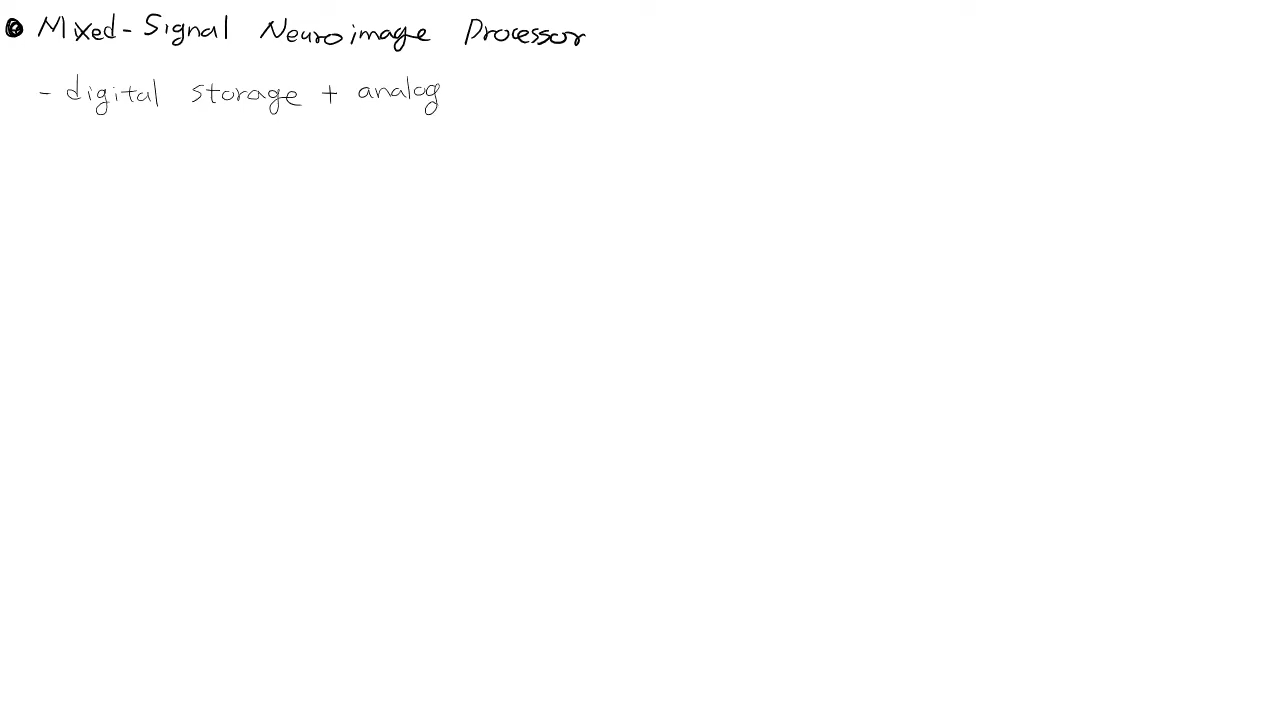 ● Mixed-Signal Neuroimage Processor
- digital storage + analog